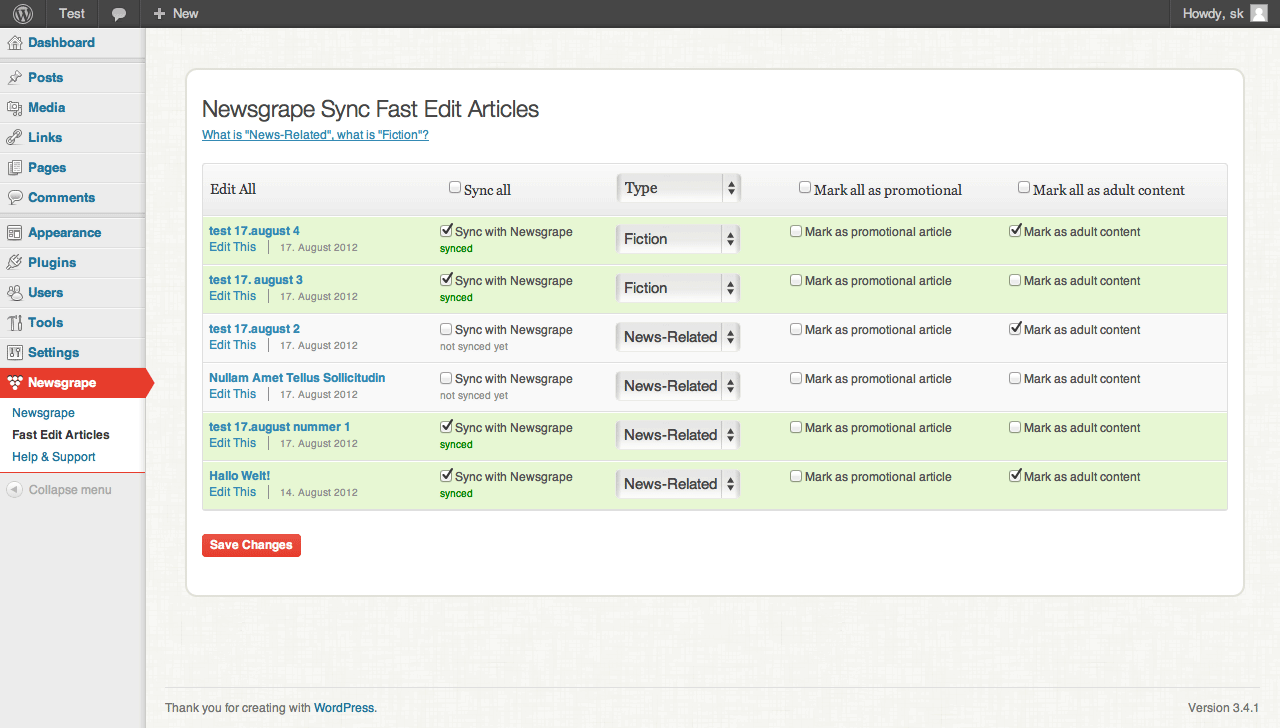 Test
New
Howdy, sk
Dashboard
Posts
Media
Links
Pages
Comments
Appearance
Plugins
Users
Tools
Settings
Newsgrape
Newsgrape
Fast Edit Articles
Help & Support
Collapse menu
Newsgrape Sync Fast Edit Articles
What is "News-Related", what is "Fiction"?
Edit All Sync all Type Mark all as promotional Mark all as adult content
test 17.august 4 Sync with Newsgrape Fiction Mark as promotional article Mark as adult content
Edit This | 17. August 2012 synced
test 17. august 3 Sync with Newsgrape Fiction Mark as promotional article Mark as adult content
Edit This | 17. August 2012 synced
test 17.august 2 Sync with Newsgrape News-Related Mark as promotional article Mark as adult content
Edit This | 17. August 2012 not synced yet
Nullam Amet Tellus Sollicitudin Sync with Newsgrape News-Related Mark as promotional article Mark as adult content
Edit This | 17. August 2012 not synced yet
test 17.august nummer 1 Sync with Newsgrape News-Related Mark as promotional article Mark as adult content
Edit This | 17. August 2012 synced
Hallo Welt! Sync with Newsgrape News-Related Mark as promotional article Mark as adult content
Edit This | 14. August 2012 synced
Save Changes
Thank you for creating with WordPress. Version 3.4.1